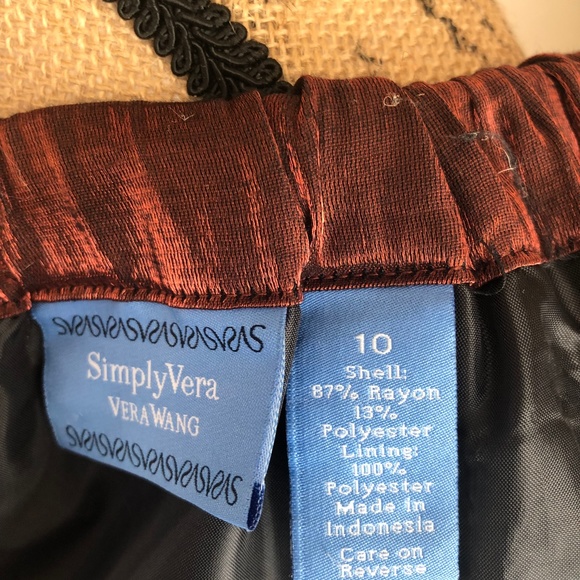 SimplyVera
VERA WANG
10
Shell:
87% Rayon
13%
Polyester
Lining:
100%
Polyester
Made in
Indonesia
Care on
Reverse